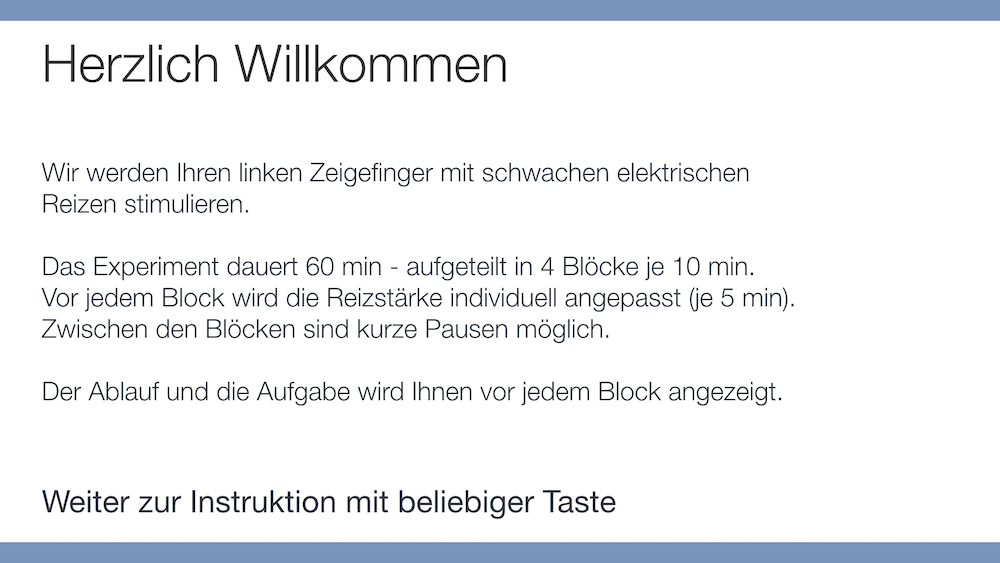 Herzlich Willkommen
Wir werden Ihren linken Zeigefinger mit schwachen elektrischen
Reizen stimulieren.
Das Experiment dauert 60 min - aufgeteilt in 4 Blöcke je 10 min.
Vor jedem Block wird die Reizstärke individuell angepasst (je 5 min).
Zwischen den Blöcken sind kurze Pausen möglich.
Der Ablauf und die Aufgabe wird Ihnen vor jedem Block angezeigt.
Weiter zur Instruktion mit beliebiger Taste